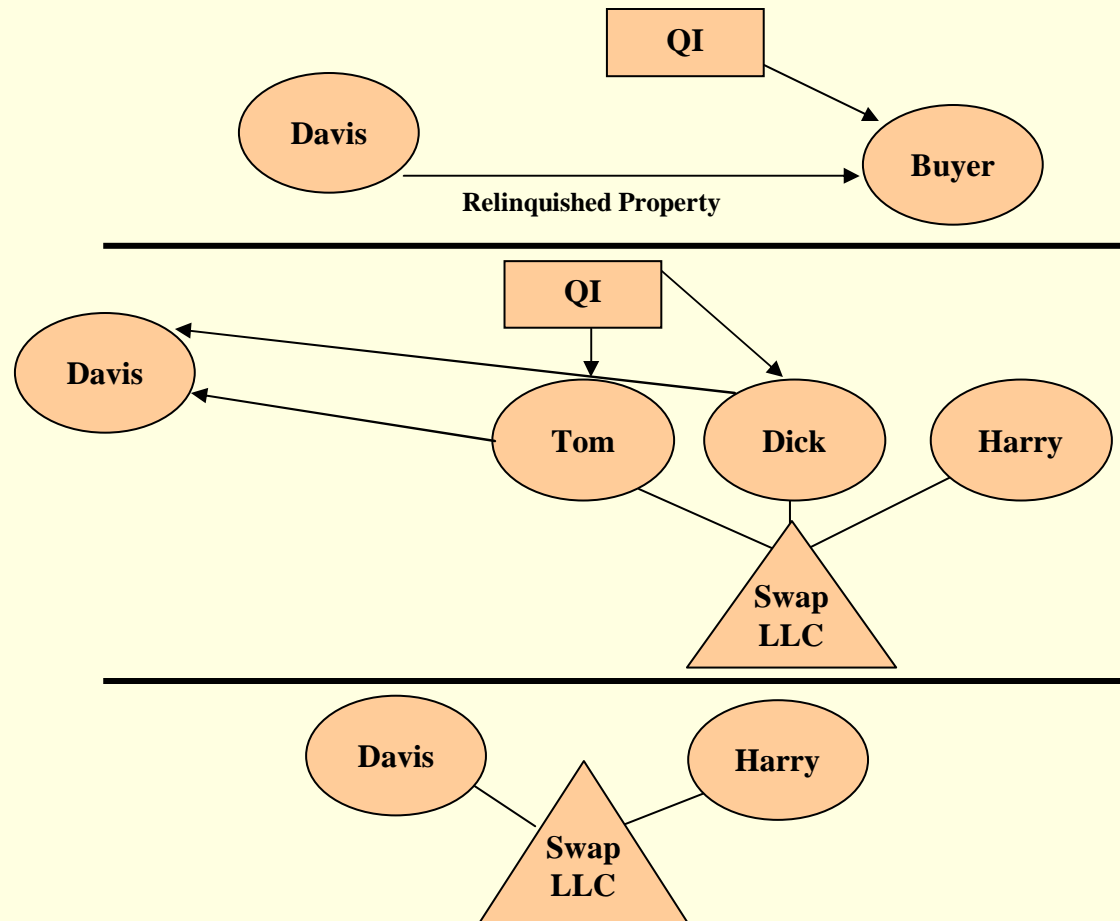 QI
Davis
Buyer
Relinquished Property
QI
Davis
Tom
Dick
Harry
Swap
LLC
Davis
Harry
Swap
LLC